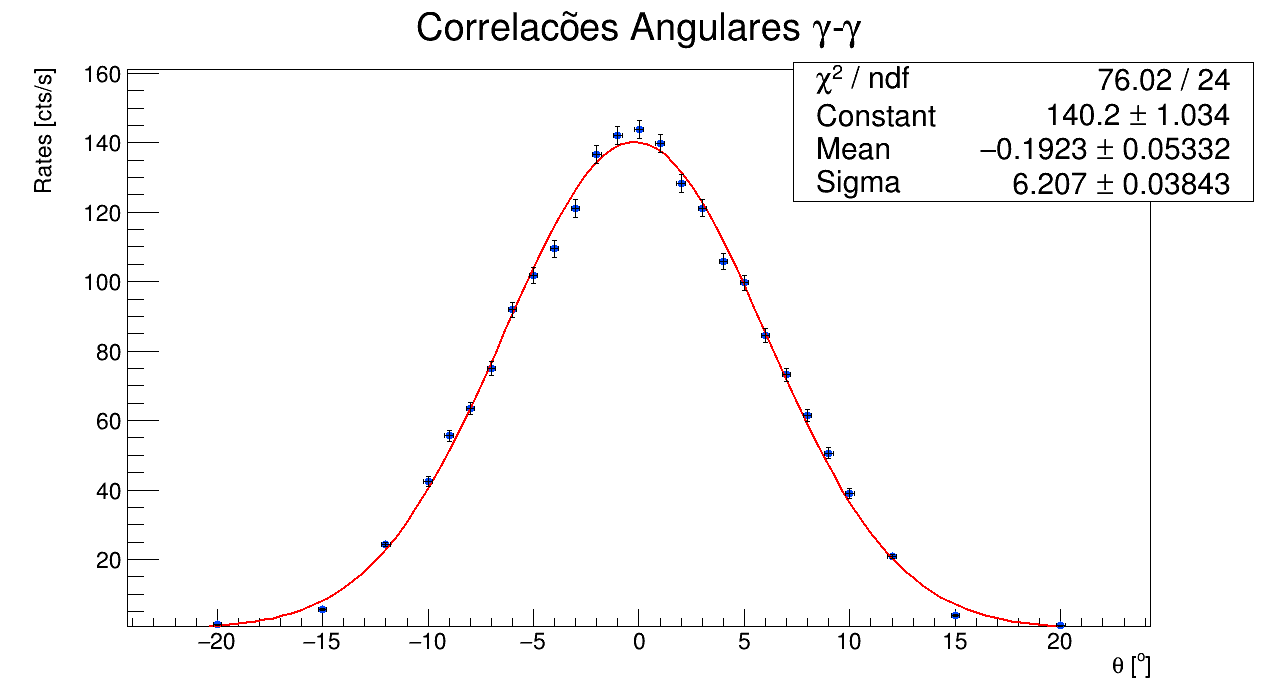 Correlacões Angulares γ-γ
χ² / ndf 76.02 / 24
Constant 140.2 ± 1.034
Mean −0.1923 ± 0.05332
Sigma 6.207 ± 0.03843
Rates [cts/s]
160
140
120
100
80
60
40
20
−20 −15 −10 −5 0 5 10 15 20
θ [º]